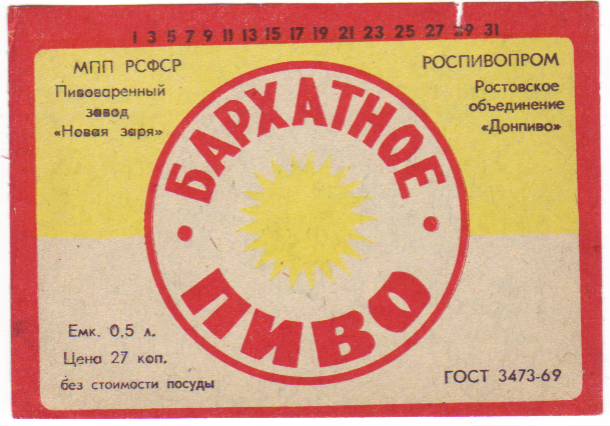 1 3 5 7 9 11 13 15 17 19 21 23 25 27 29 31
МПП РСФСР
Пивоваренный
завод
«Новая заря»
РОСПИВОПРОМ
Ростовское
объединение
«Донпиво»
БАРХАТНОЕ
ПИВО
Емк. 0,5 л.
Цена 27 коп.
без стоимости посуды
ГОСТ 3473-69